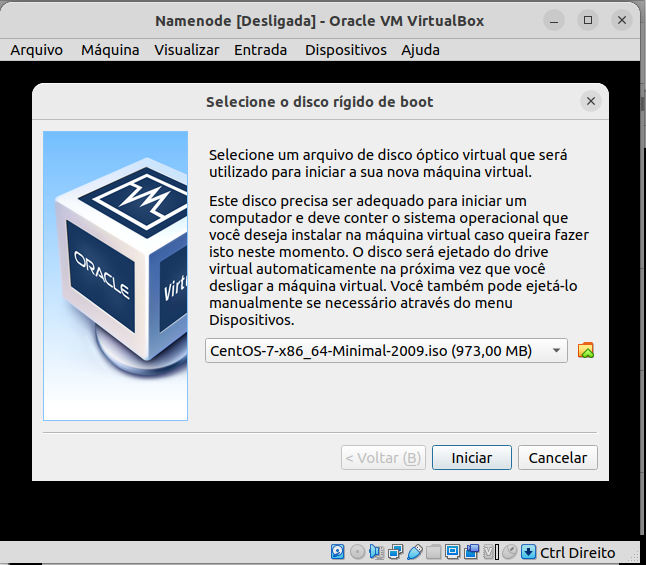 Namenode [Desligada] - Oracle VM VirtualBox
Arquivo Máquina Visualizar Entrada Dispositivos Ajuda
Selecione o disco rígido de boot
Selecione um arquivo de disco óptico virtual que será
utilizado para iniciar a sua nova máquina virtual.
Este disco precisa ser adequado para iniciar um
computador e deve conter o sistema operacional que
você deseja instalar na máquina virtual caso queira fazer
isto neste momento. O disco será ejetado do drive
virtual automaticamente na próxima vez que você
desligar a máquina virtual. Você também pode ejetá-lo
manualmente se necessário através do menu
Dispositivos.
ORACLE
Virt
CentOS-7-x86_64-Minimal-2009.iso (973,00 MB)
< Voltar (B) Iniciar Cancelar
Ctrl Direito